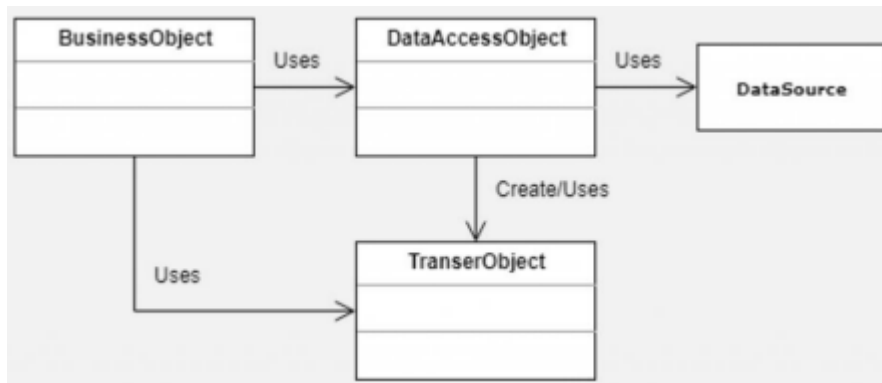 BusinessObject
Uses
DataAccessObject
Uses
DataSource
Create/Uses
Uses
TranserObject